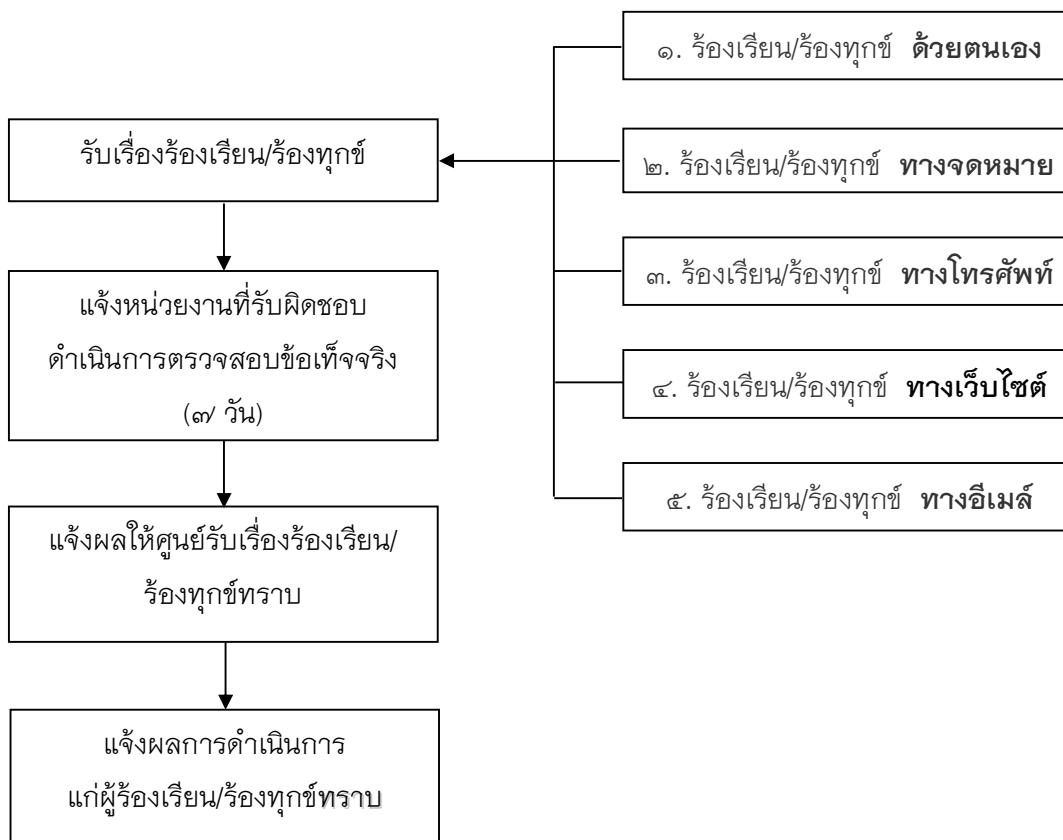 ๑. ร้องเรียน/ร้องทุกข์ ด้วยตนเอง
รับเรื่องร้องเรียน/ร้องทุกข์
๒. ร้องเรียน/ร้องทุกข์ ทางจดหมาย
๓. ร้องเรียน/ร้องทุกข์ ทางโทรศัพท์
แจ้งหน่วยงานที่รับผิดชอบ
ดำเนินการตรวจสอบข้อเท็จจริง
(๗ วัน)
๔. ร้องเรียน/ร้องทุกข์ ทางเว็บไซต์
๕. ร้องเรียน/ร้องทุกข์ ทางอีเมล์
แจ้งผลให้ศูนย์รับเรื่องร้องเรียน/
ร้องทุกข์ทราบ
แจ้งผลการดำเนินการ
แก่ผู้ร้องเรียน/ร้องทุกข์ทราบ